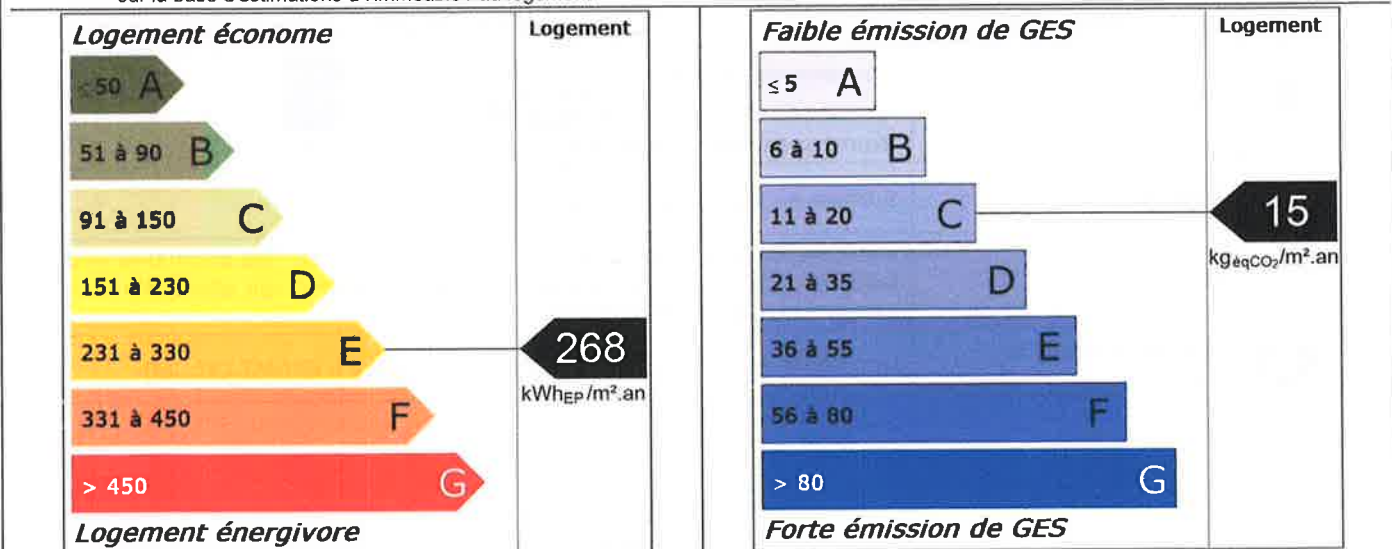 Logement économe
Logement
≤50 A
51 à 90 B
91 à 150 C
151 à 230 D
231 à 330 E
268
kWhEP/m².an
331 à 450 F
> 450 G
Logement énergivore
Faible émission de GES
Logement
≤ 5 A
6 à 10 B
11 à 20 C
15
kgéqCO₂/m².an
21 à 35 D
36 à 55 E
56 à 80 F
> 80 G
Forte émission de GES